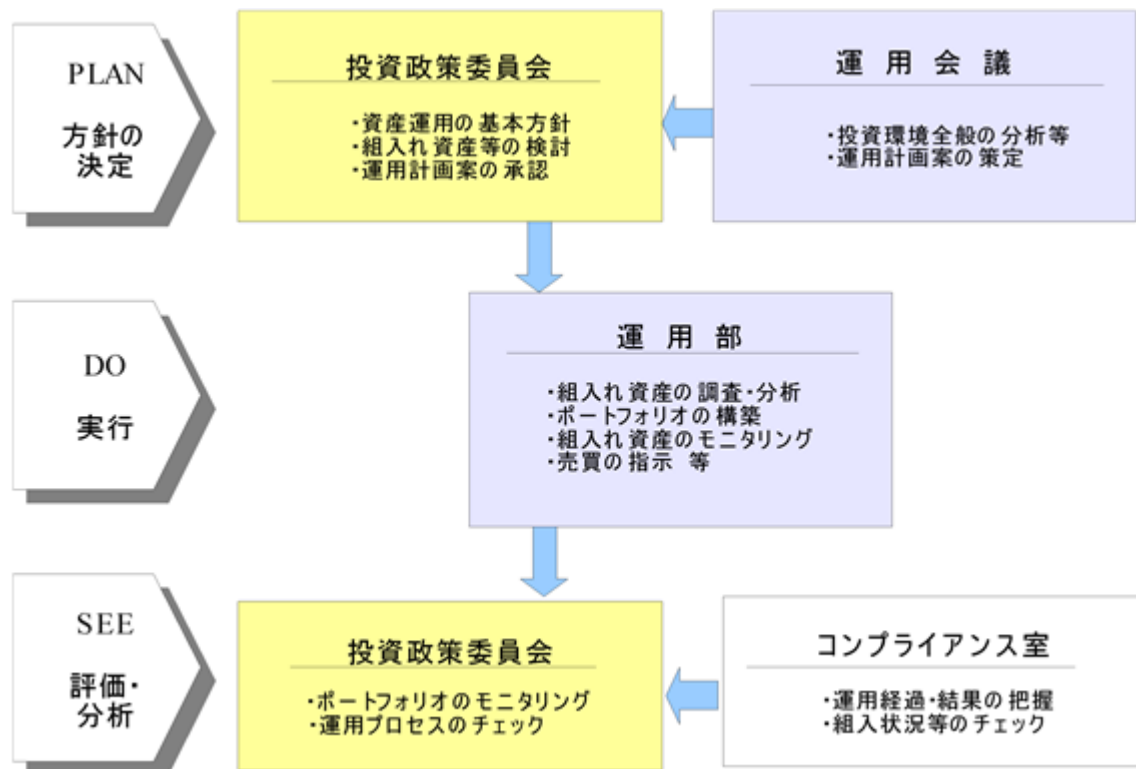 PLAN
方針の
決定
投資政策委員会
・資産運用の基本方針
・組入れ資産等の検討
・運用計画案の承認
運用会議
・投資環境全般の分析等
・運用計画案の策定
DO
実行
運用部
・組入れ資産の調査・分析
・ポートフォリオの構築
・組入れ資産のモニタリング
・売買の指示 等
SEE
評価・
分析
投資政策委員会
・ポートフォリオのモニタリング
・運用プロセスのチェック
コンプライアンス室
・運用経過・結果の把握
・組入状況等のチェック